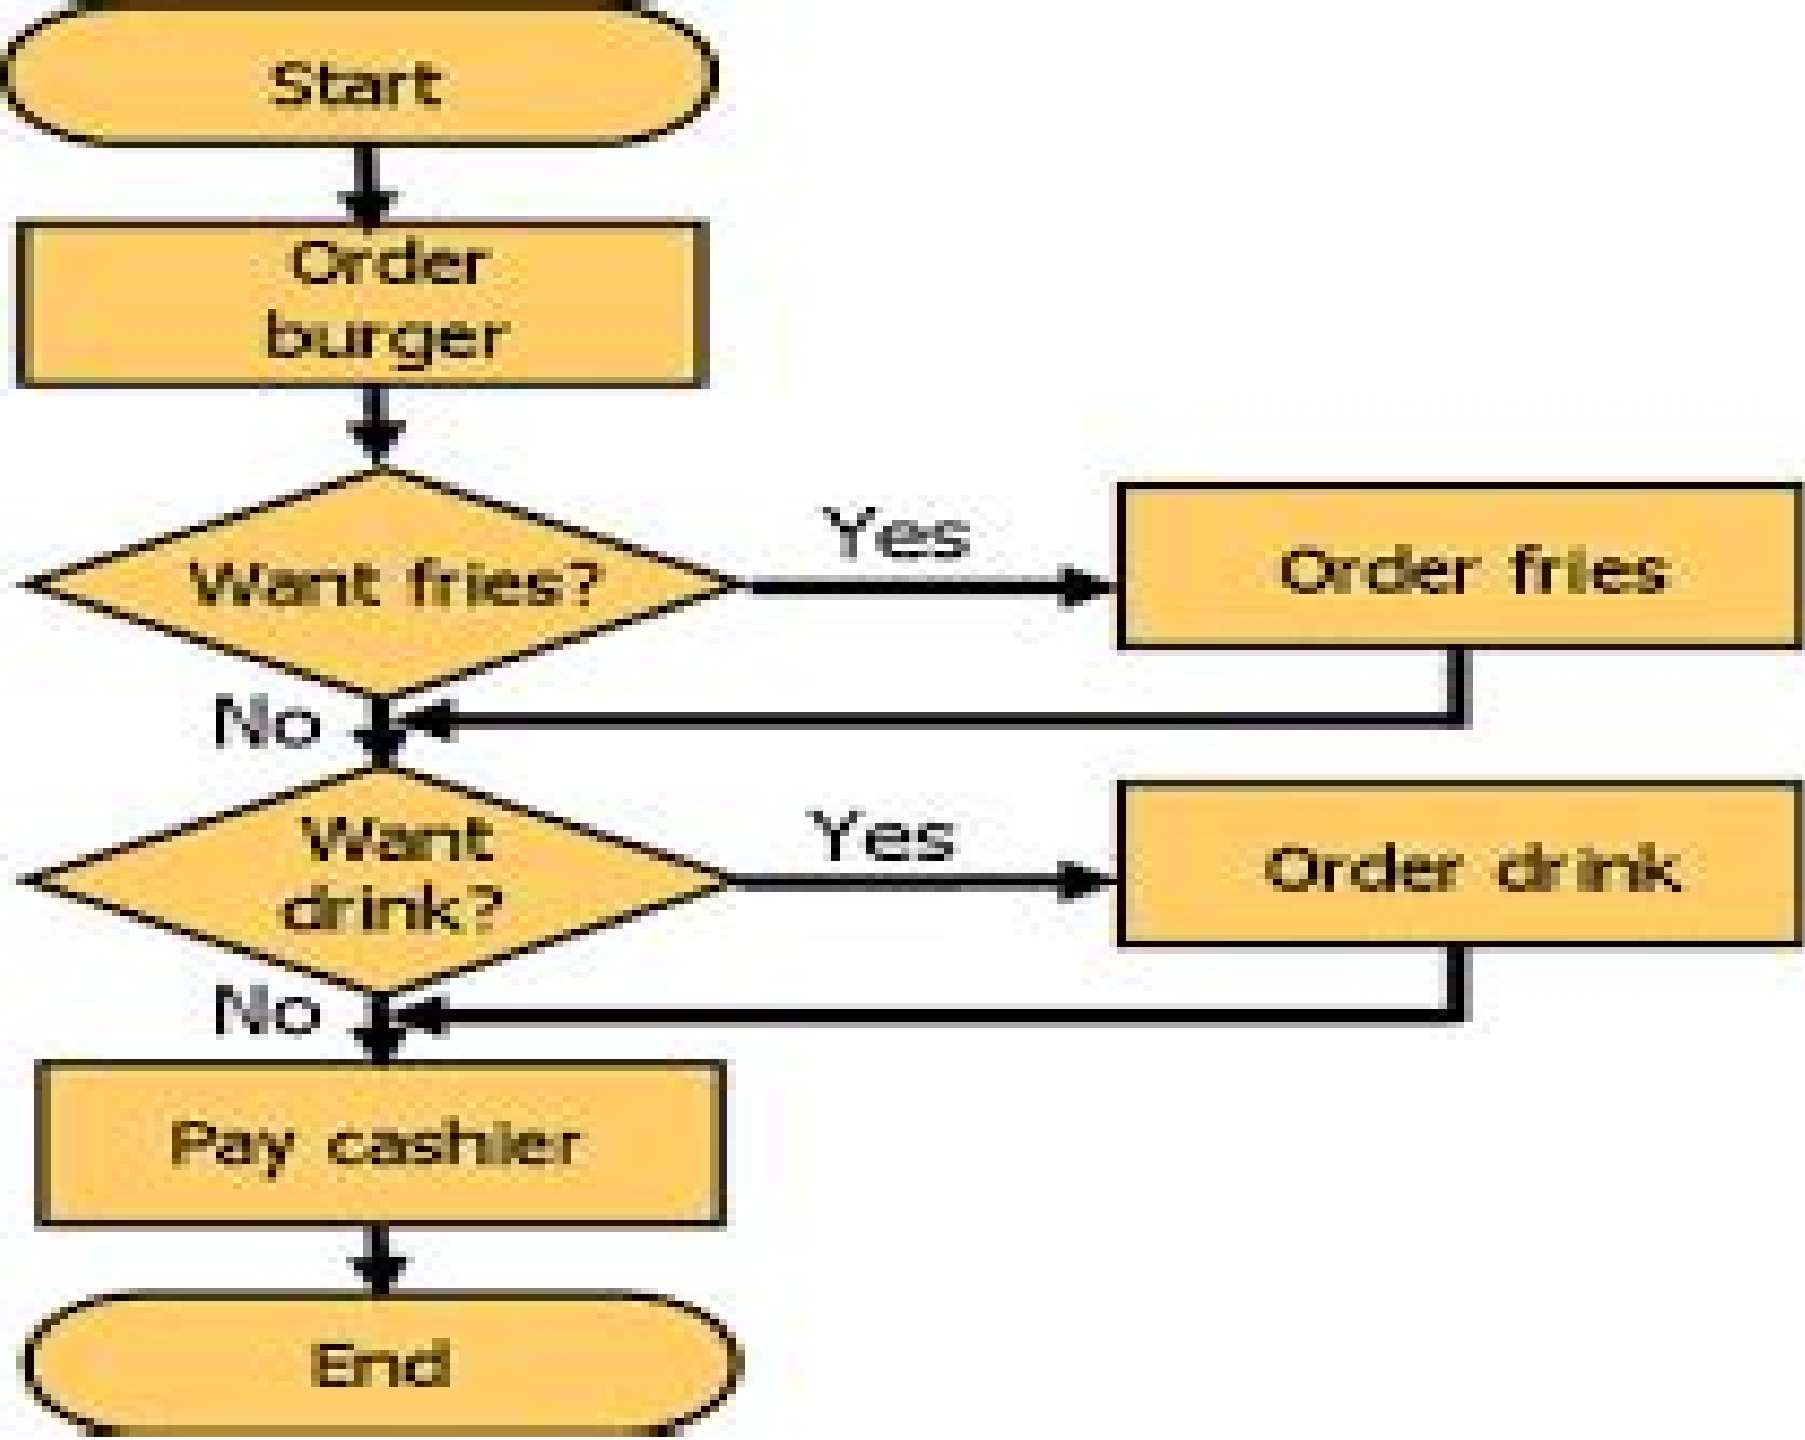 Start
Order
burger
Want fries?
Yes
Order fries
No
Want
drink?
Yes
Order drink
No
Pay cashier
End